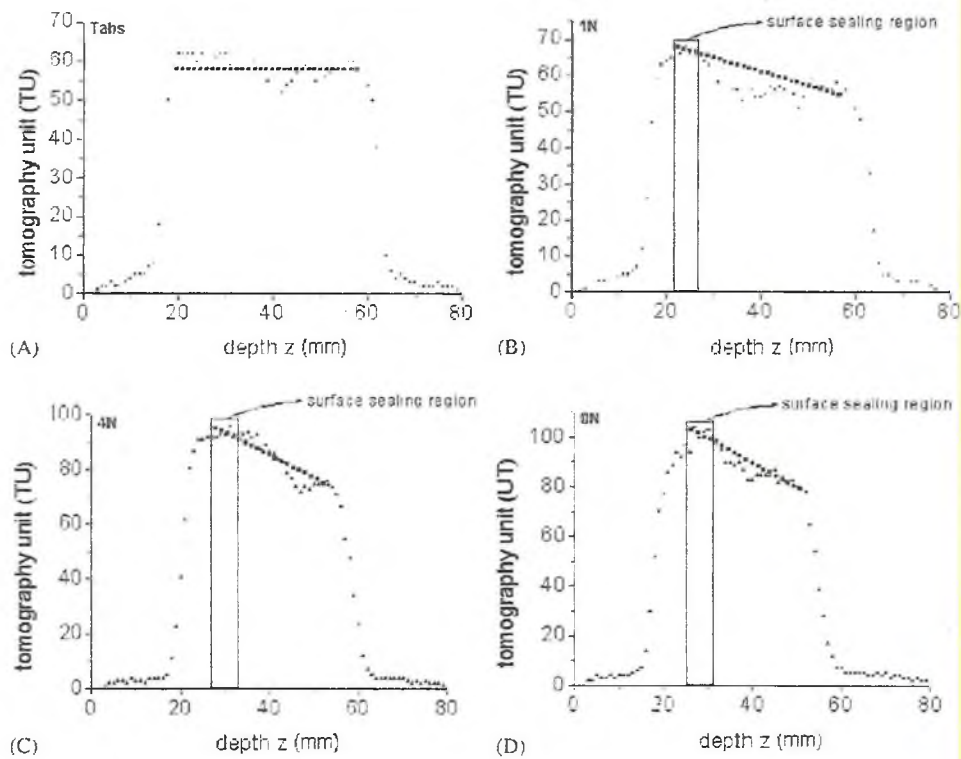 Tabs
tomography unit (TU)
70
60
50
40
30
20
10
0
0 20 40 60 80
depth z (mm)
(A)
1N
surface sealing region
tomography unit (TU)
70
60
50
40
30
20
10
0
0 20 40 60 80
depth z (mm)
(B)
4N
surface sealing region
tomography unit (TU)
100
80
60
40
20
0
0 20 40 60 80
depth z (mm)
(C)
8N
surface sealing region
tomography unit (UT)
100
80
60
40
20
0
0 20 40 60 80
depth z (mm)
(D)